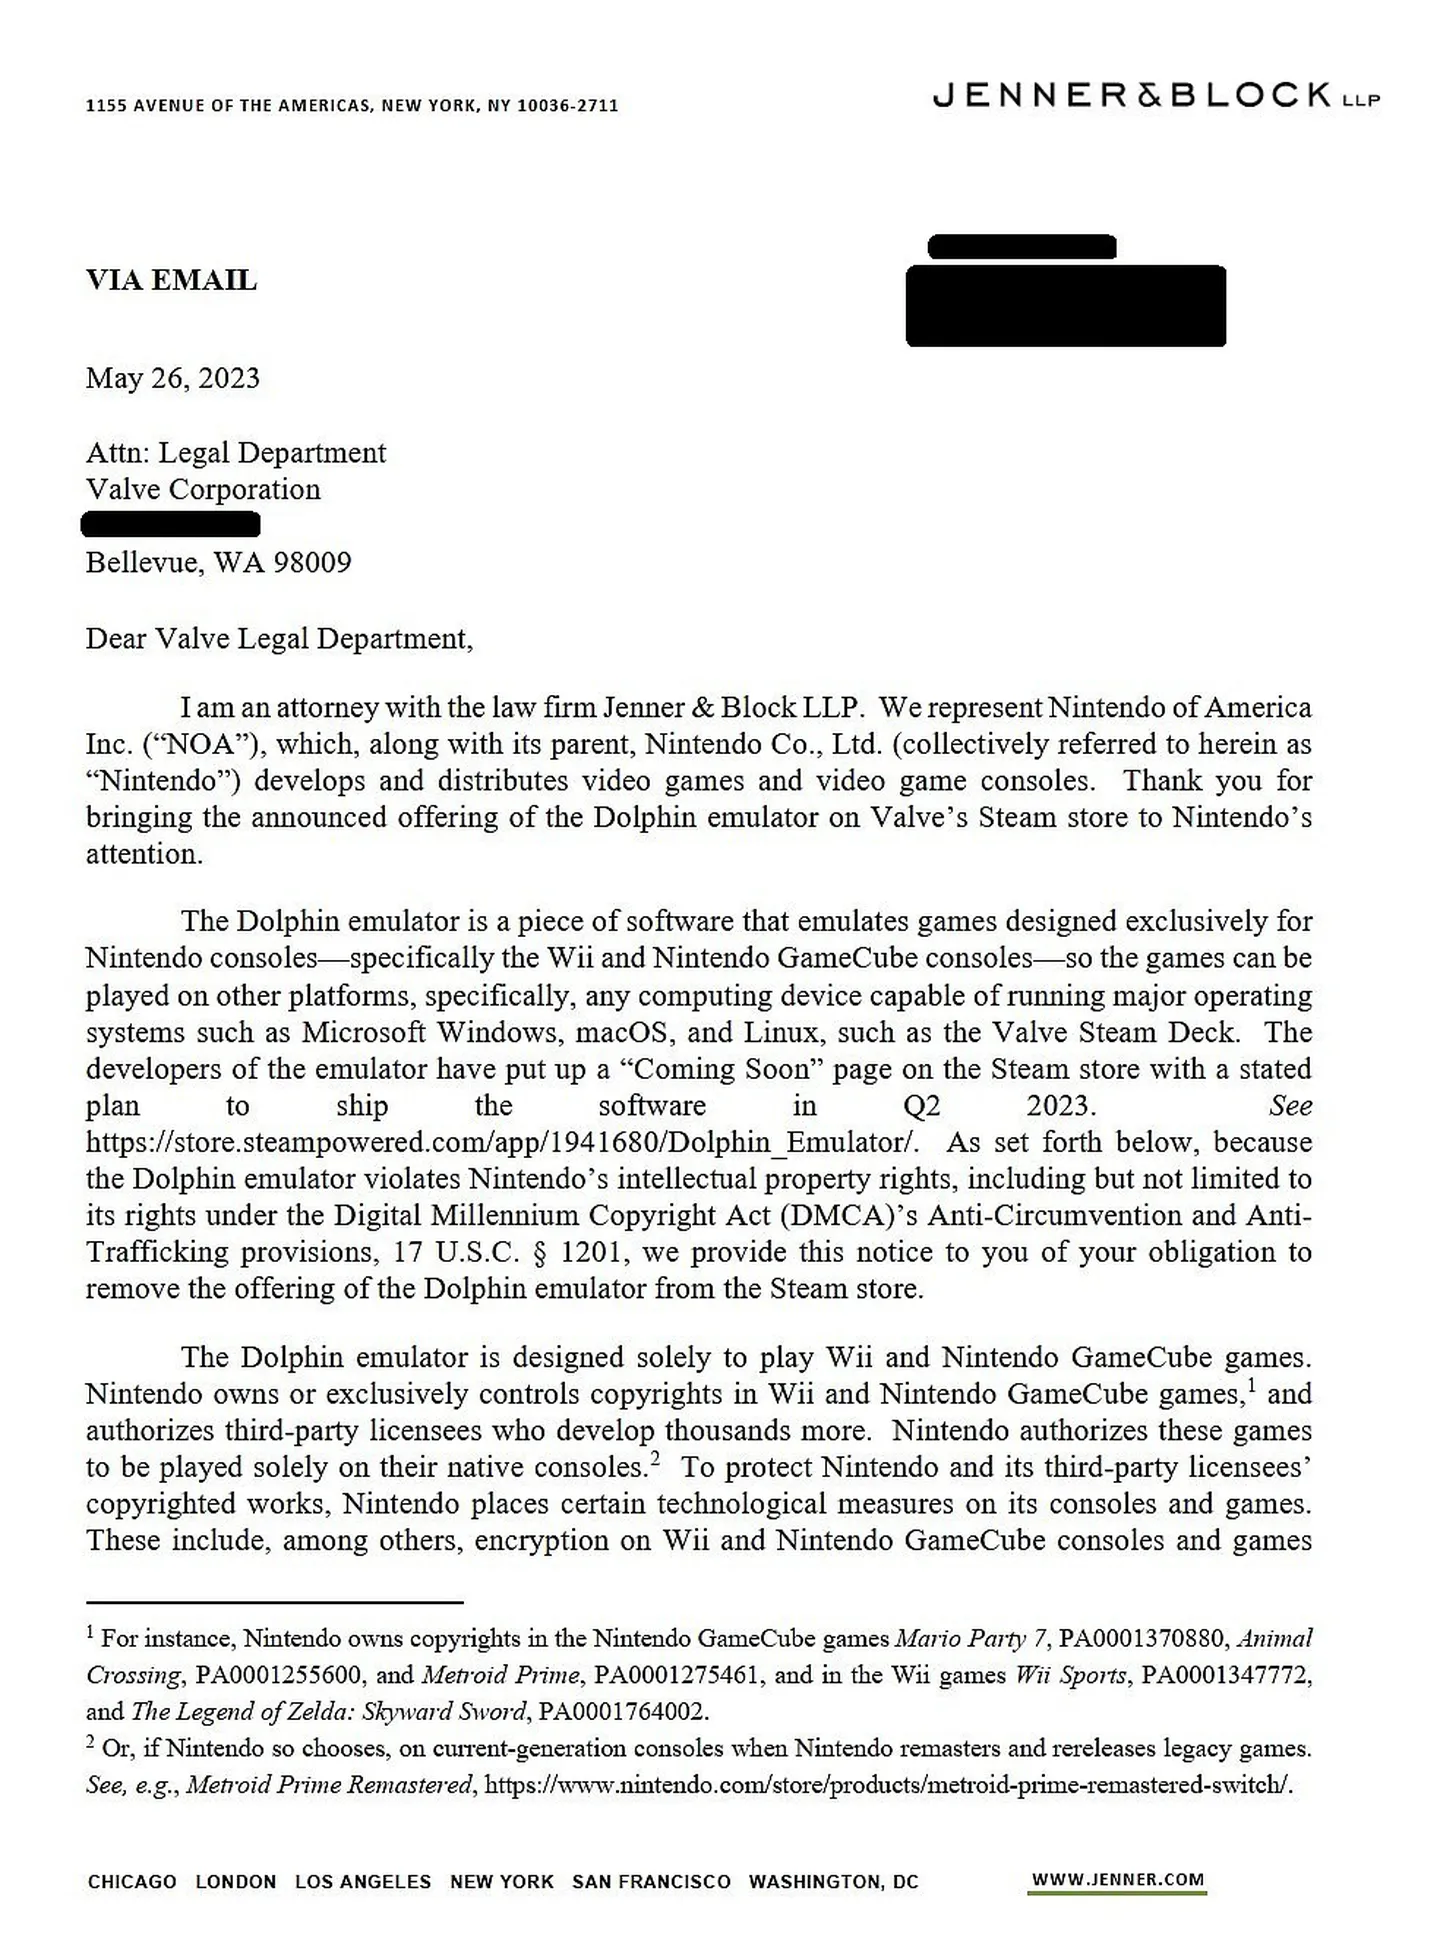 1155 AVENUE OF THE AMERICAS, NEW YORK, NY 10036-2711
JENNER&BLOCK LLP
VIA EMAIL
May 26, 2023
Attn: Legal Department
Valve Corporation
Bellevue, WA 98009
Dear Valve Legal Department,
I am an attorney with the law firm Jenner & Block LLP. We represent Nintendo of America
Inc. (“NOA”), which, along with its parent, Nintendo Co., Ltd. (collectively referred to herein as
“Nintendo”) develops and distributes video games and video game consoles. Thank you for
bringing the announced offering of the Dolphin emulator on Valve’s Steam store to Nintendo’s
attention.
The Dolphin emulator is a piece of software that emulates games designed exclusively for
Nintendo consoles—specifically the Wii and Nintendo GameCube consoles—so the games can be
played on other platforms, specifically, any computing device capable of running major operating
systems such as Microsoft Windows, macOS, and Linux, such as the Valve Steam Deck. The
developers of the emulator have put up a “Coming Soon” page on the Steam store with a stated
plan to ship the software in Q2 2023. See
https://store.steampowered.com/app/1941680/Dolphin_Emulator/. As set forth below, because
the Dolphin emulator violates Nintendo’s intellectual property rights, including but not limited to
its rights under the Digital Millennium Copyright Act (DMCA)’s Anti-Circumvention and Anti-
Trafficking provisions, 17 U.S.C. § 1201, we provide this notice to you of your obligation to
remove the offering of the Dolphin emulator from the Steam store.
The Dolphin emulator is designed solely to play Wii and Nintendo GameCube games.
Nintendo owns or exclusively controls copyrights in Wii and Nintendo GameCube games,¹ and
authorizes third-party licensees who develop thousands more. Nintendo authorizes these games
to be played solely on their native consoles.² To protect Nintendo and its third-party licensees’
copyrighted works, Nintendo places certain technological measures on its consoles and games.
These include, among others, encryption on Wii and Nintendo GameCube consoles and games
¹ For instance, Nintendo owns copyrights in the Nintendo GameCube games Mario Party 7, PA0001370880, Animal
Crossing, PA0001255600, and Metroid Prime, PA0001275461, and in the Wii games Wii Sports, PA0001347772,
and The Legend of Zelda: Skyward Sword, PA0001764002.
² Or, if Nintendo so chooses, on current-generation consoles when Nintendo remasters and rereleases legacy games.
See, e.g., Metroid Prime Remastered, https://www.nintendo.com/store/products/metroid-prime-remastered-switch/.
CHICAGO LONDON LOS ANGELES NEW YORK SAN FRANCISCO WASHINGTON, DC
WWW.JENNER.COM